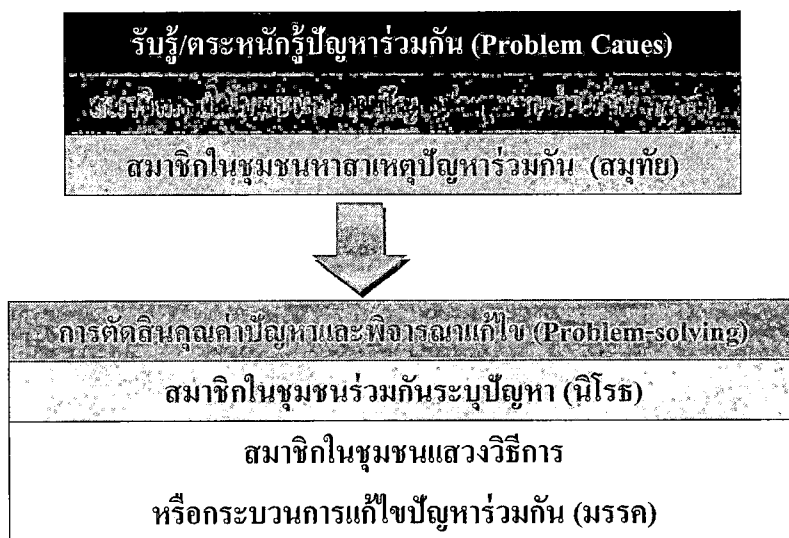 รับรู้/ตระหนักรู้ปัญหาร่วมกัน (Problem Caues)
สมาชิกในชุมชนหาสาเหตุปัญหาร่วมกัน (สมุทัย)
การตัดสินคุณค่าปัญหาและพิจารณาแก้ไข (Problem-solving)
สมาชิกในชุมชนร่วมกันระบุปัญหา (นิโรธ)
สมาชิกในชุมชนแสวงวิธีการ
หรือกระบวนการแก้ไขปัญหาร่วมกัน (มรรค)